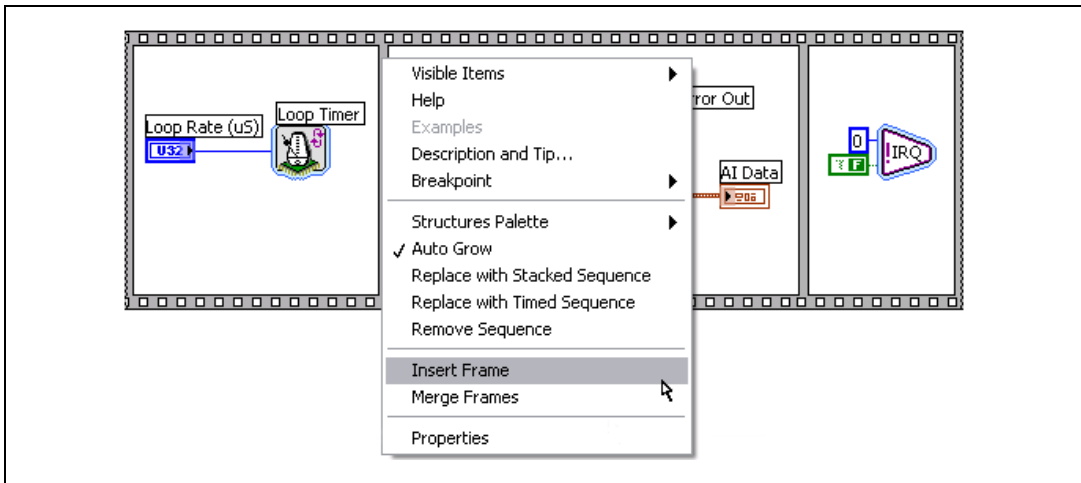 Loop Rate (uS)
U32
Loop Timer
Visible Items
Help
Examples
Description and Tip...
Breakpoint
Structures Palette
Auto Grow
Replace with Stacked Sequence
Replace with Timed Sequence
Remove Sequence
Insert Frame
Merge Frames
Properties
ror Out
AI Data
0
F
!IRQ